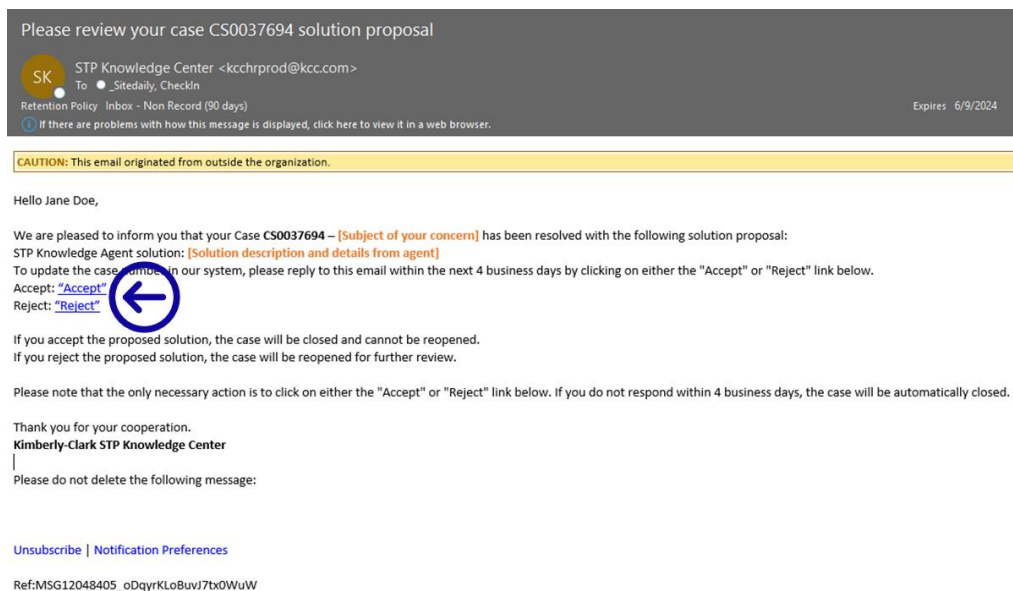 Please review your case CS0037694 solution proposal
SK
STP Knowledge Center <kcchrprod@kcc.com>
To _Sitedaily, CheckIn
Retention Policy Inbox - Non Record (90 days)
Expires 6/9/2024
If there are problems with how this message is displayed, click here to view it in a web browser.
CAUTION: This email originated from outside the organization.
Hello Jane Doe,
We are pleased to inform you that your Case CS0037694 – [Subject of your concern] has been resolved with the following solution proposal:
STP Knowledge Agent solution: [Solution description and details from agent]
To update the case number in our system, please reply to this email within the next 4 business days by clicking on either the "Accept" or "Reject" link below.
Accept: “Accept”
Reject: “Reject”
If you accept the proposed solution, the case will be closed and cannot be reopened.
If you reject the proposed solution, the case will be reopened for further review.
Please note that the only necessary action is to click on either the "Accept" or "Reject" link below. If you do not respond within 4 business days, the case will be automatically closed.
Thank you for your cooperation.
Kimberly-Clark STP Knowledge Center
Please do not delete the following message:
Unsubscribe | Notification Preferences
Ref:MSG12048405_oDqyrKLoBuvJ7tx0WuW